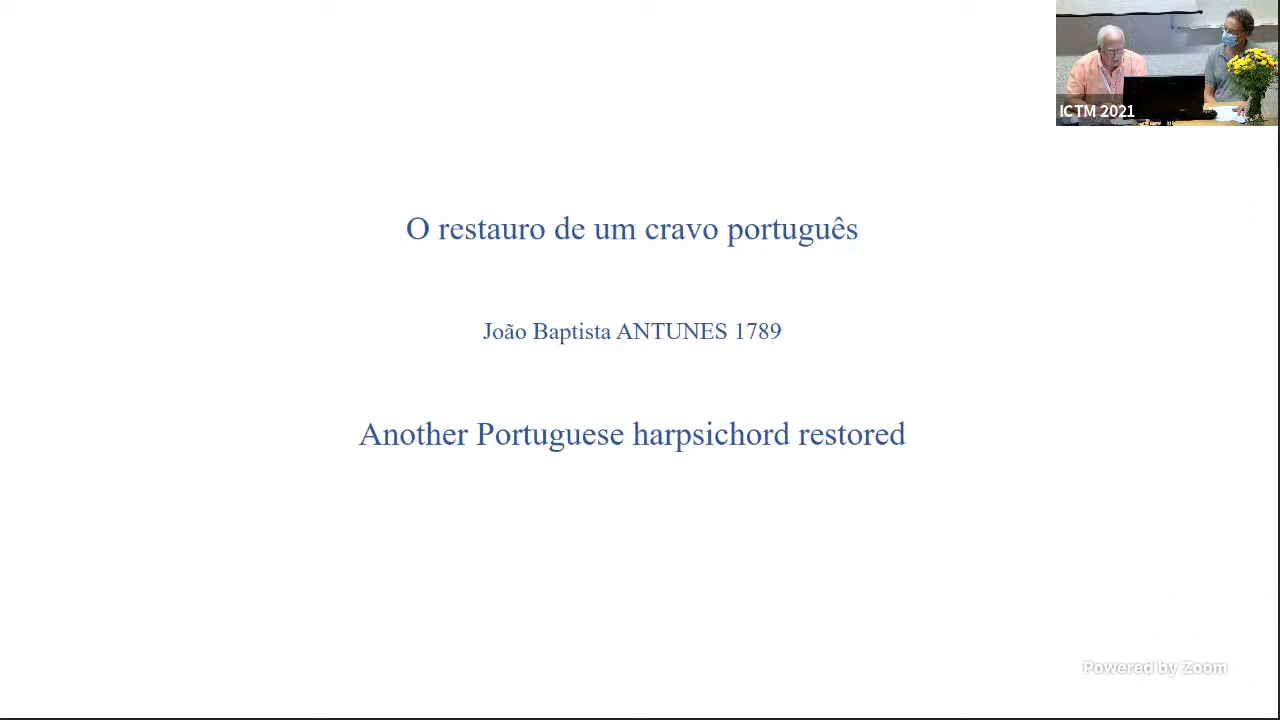 ICTM 2021
O restauro de um cravo português
João Baptista ANTUNES 1789
Another Portuguese harpsichord restored
Powered by Zoom